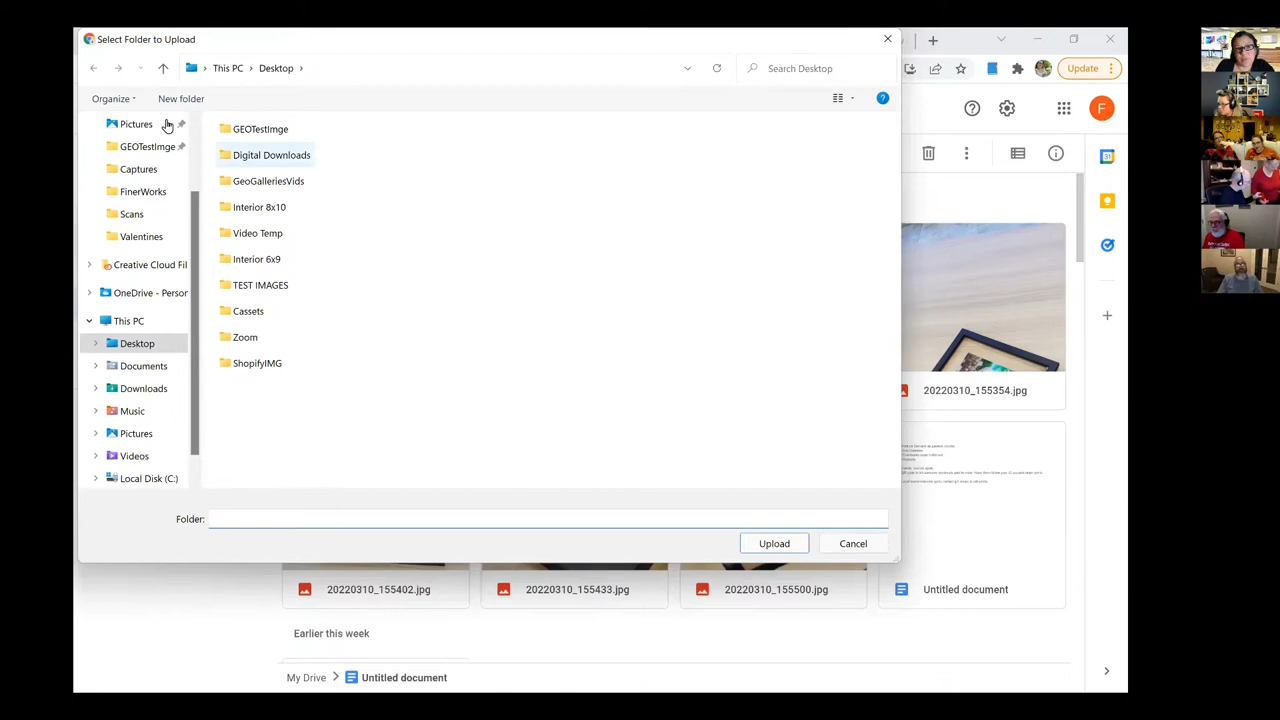 Select Folder to Upload
This PC
Desktop
Search Desktop
Update
Organize
New folder
F
Pictures
GEOTestImge
Captures
FinerWorks
Scans
Valentines
Creative Cloud Fil
OneDrive - Person
This PC
Desktop
Documents
Downloads
Music
Pictures
Videos
Local Disk (C:)
GEOTestImge
Digital Downloads
GeoGalleriesVids
Interior 8x10
Video Temp
Interior 6x9
TEST IMAGES
Cassets
Zoom
ShopifyIMG
31
20220310_155354.jpg
Folder:
Upload
Cancel
20220310_155402.jpg
20220310_155433.jpg
20220310_155500.jpg
Untitled document
Earlier this week
My Drive
Untitled document